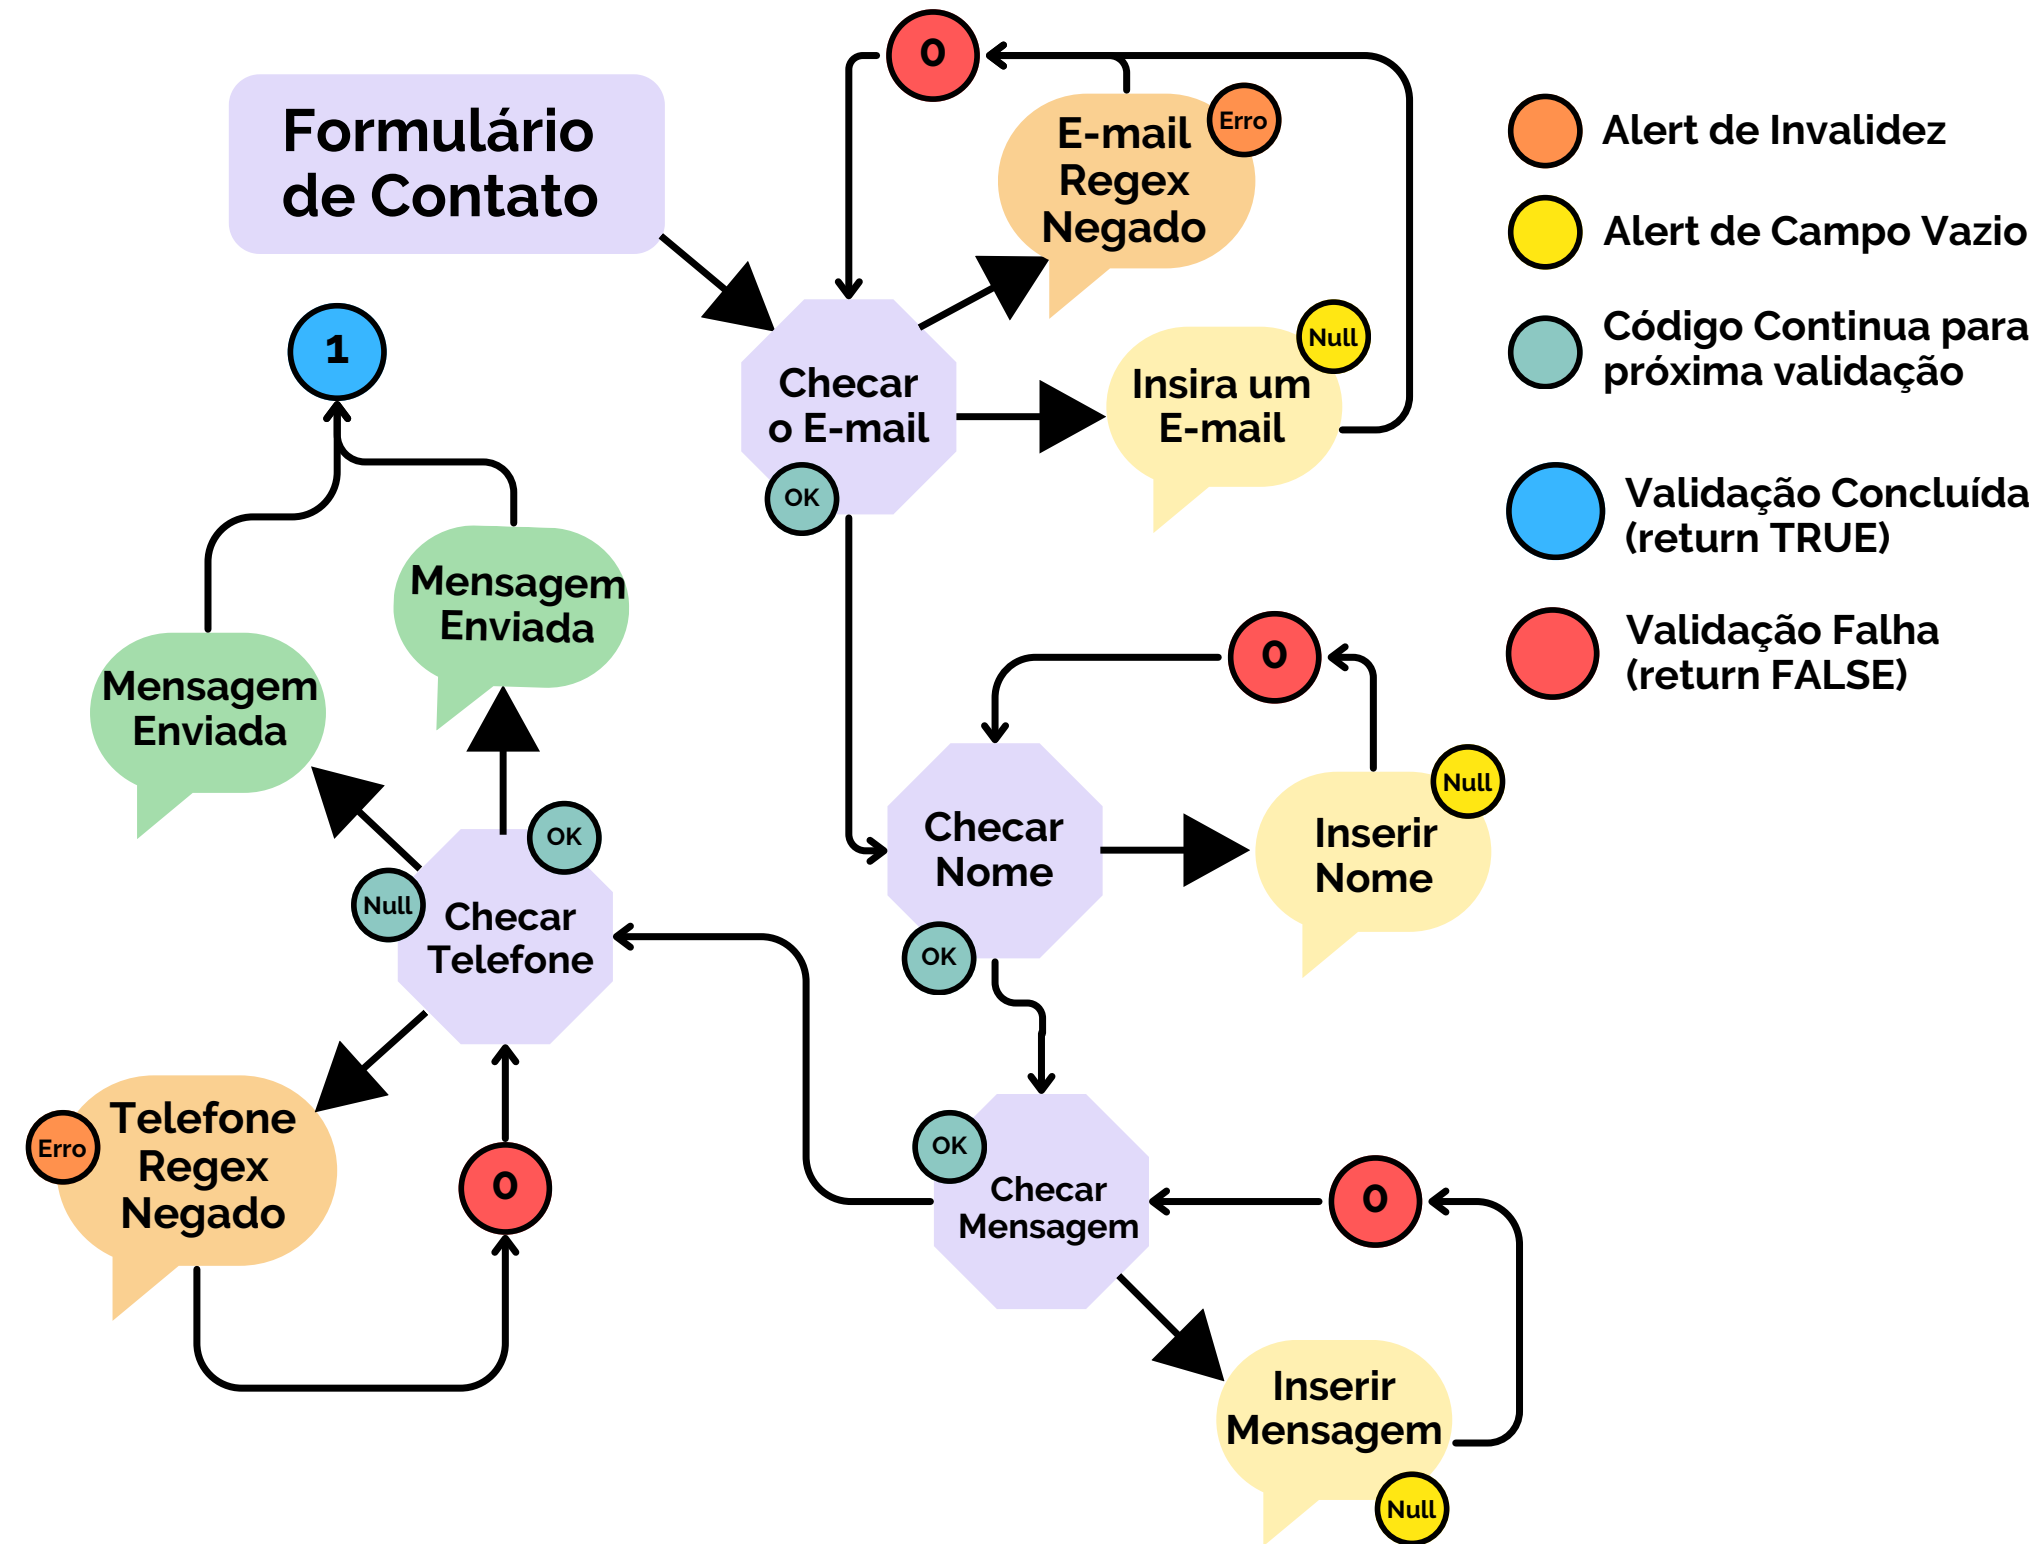 Formulário
de Contato
0
E-mail
Regex
Negado
Erro
Checar
o E-mail
OK
Insira um
E-mail
Null
Alert de Invalidez
Alert de Campo Vazio
Código Continua para
próxima validação
Validação Concluída
(return TRUE)
Validação Falha
(return FALSE)
1
Mensagem
Enviada
Mensagem
Enviada
0
Checar
Nome
OK
Inserir
Nome
Null
OK
Null
Checar
Telefone
Erro
Telefone
Regex
Negado
0
OK
Checar
Mensagem
0
Inserir
Mensagem
Null